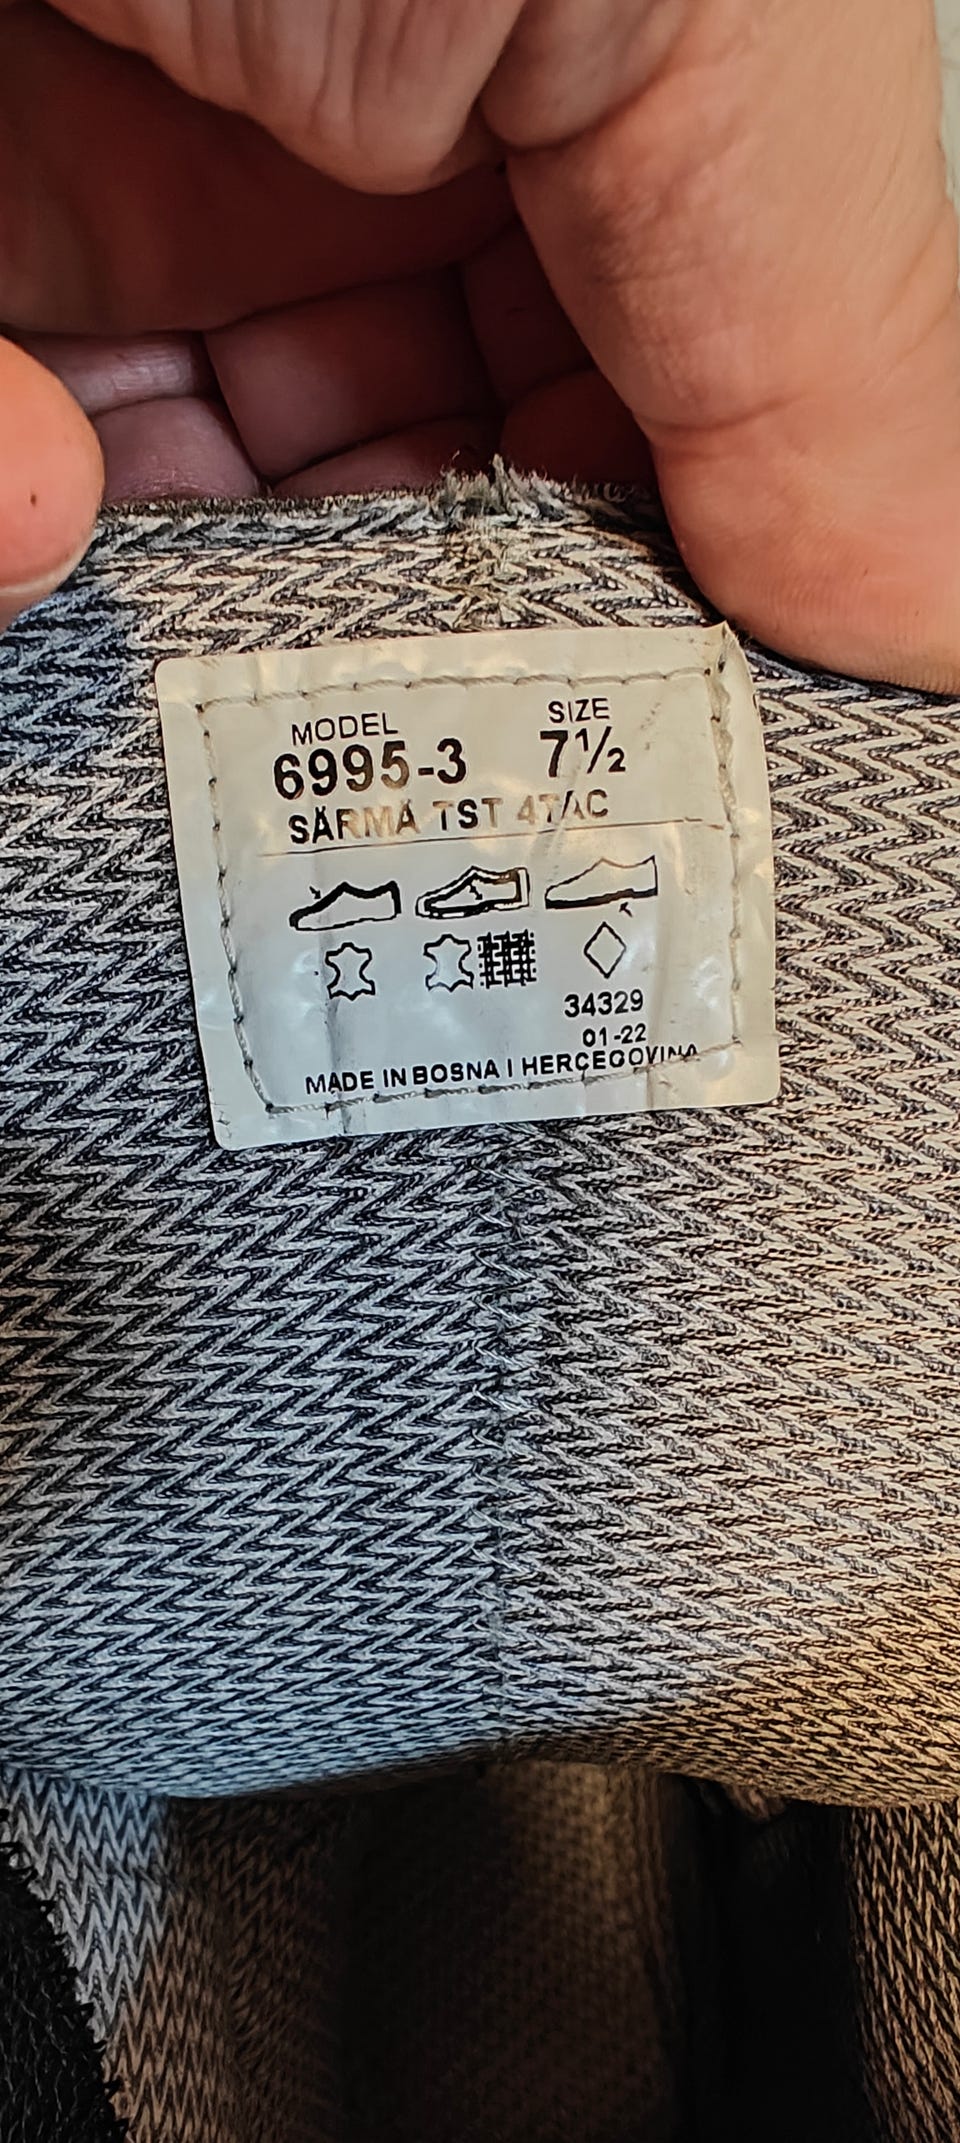 MODEL SIZE
6995-3 7½
SÄRMÄ TST 4TAC
34329
01-22
MADE IN BOSNA I HERCEGOVINA